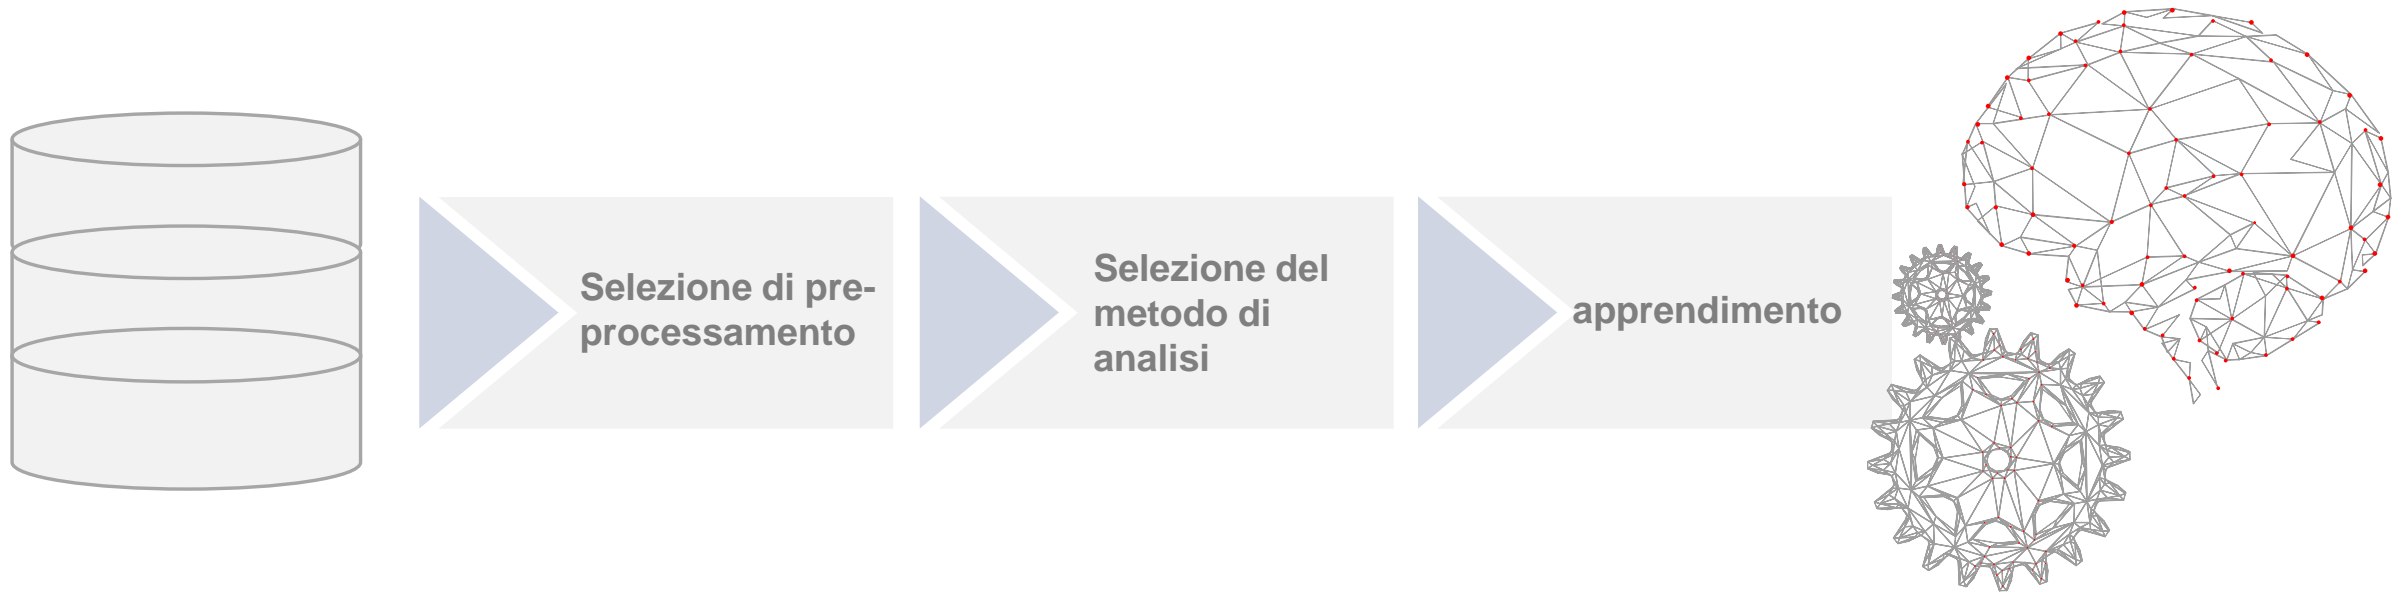 Selezione di pre-
processamento
Selezione del
metodo di
analisi
apprendimento